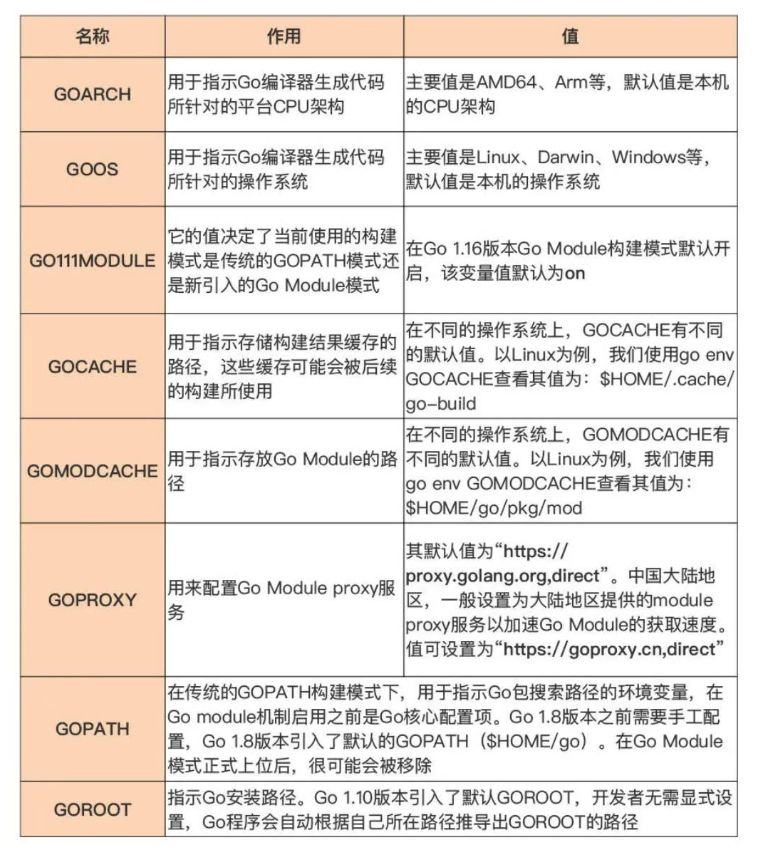 名称
作用
值
GOARCH
用于指示Go编译器生成代码
所针对的平台CPU架构
主要值是AMD64、Arm等，默认值是本机
的CPU架构
GOOS
用于指示Go编译器生成代码
所针对的操作系统
主要值是Linux、Darwin、Windows等，
默认值是本机的操作系统
GO111MODULE
它的值决定了当前使用的构建
模式是传统的GOPATH模式还
是新引入的Go Module模式
在Go 1.16版本Go Module构建模式默认开
启，该变量值默认为on
GOCACHE
用于指示存储构建结果缓存的
路径，这些缓存可能会被后续
的构建所使用
在不同的操作系统上，GOCACHE有不同
的默认值。以Linux为例，我们使用go env
GOCACHE查看其值为：$HOME/.cache/
go-build
GOMODCACHE
用于指示存放Go Module的路
径
在不同的操作系统上，GOMODCACHE有
不同的默认值。以Linux为例，我们使用
go env GOMODCACHE查看其值为：
$HOME/go/pkg/mod
GOPROXY
用来配置Go Module proxy服
务
其默认值为“https://
proxy.golang.org,direct”。中国大陆地
区，一般设置为大陆地区提供的module
proxy服务以加速Go Module的获取速度。
值可设置为“https://goproxy.cn,direct”
GOPATH
在传统的GOPATH构建模式下，用于指示Go包搜索路径的环境变量，在
Go module机制启用之前是Go核心配置项。Go 1.8版本之前需要手工配
置，Go 1.8版本引入了默认的GOPATH（$HOME/go）。在Go Module
模式正式上位后，很可能会被移除
GOROOT
指示Go安装路径。Go 1.10版本引入了默认GOROOT，开发者无需显式设
置，Go程序会自动根据自己所在路径推导出GOROOT的路径